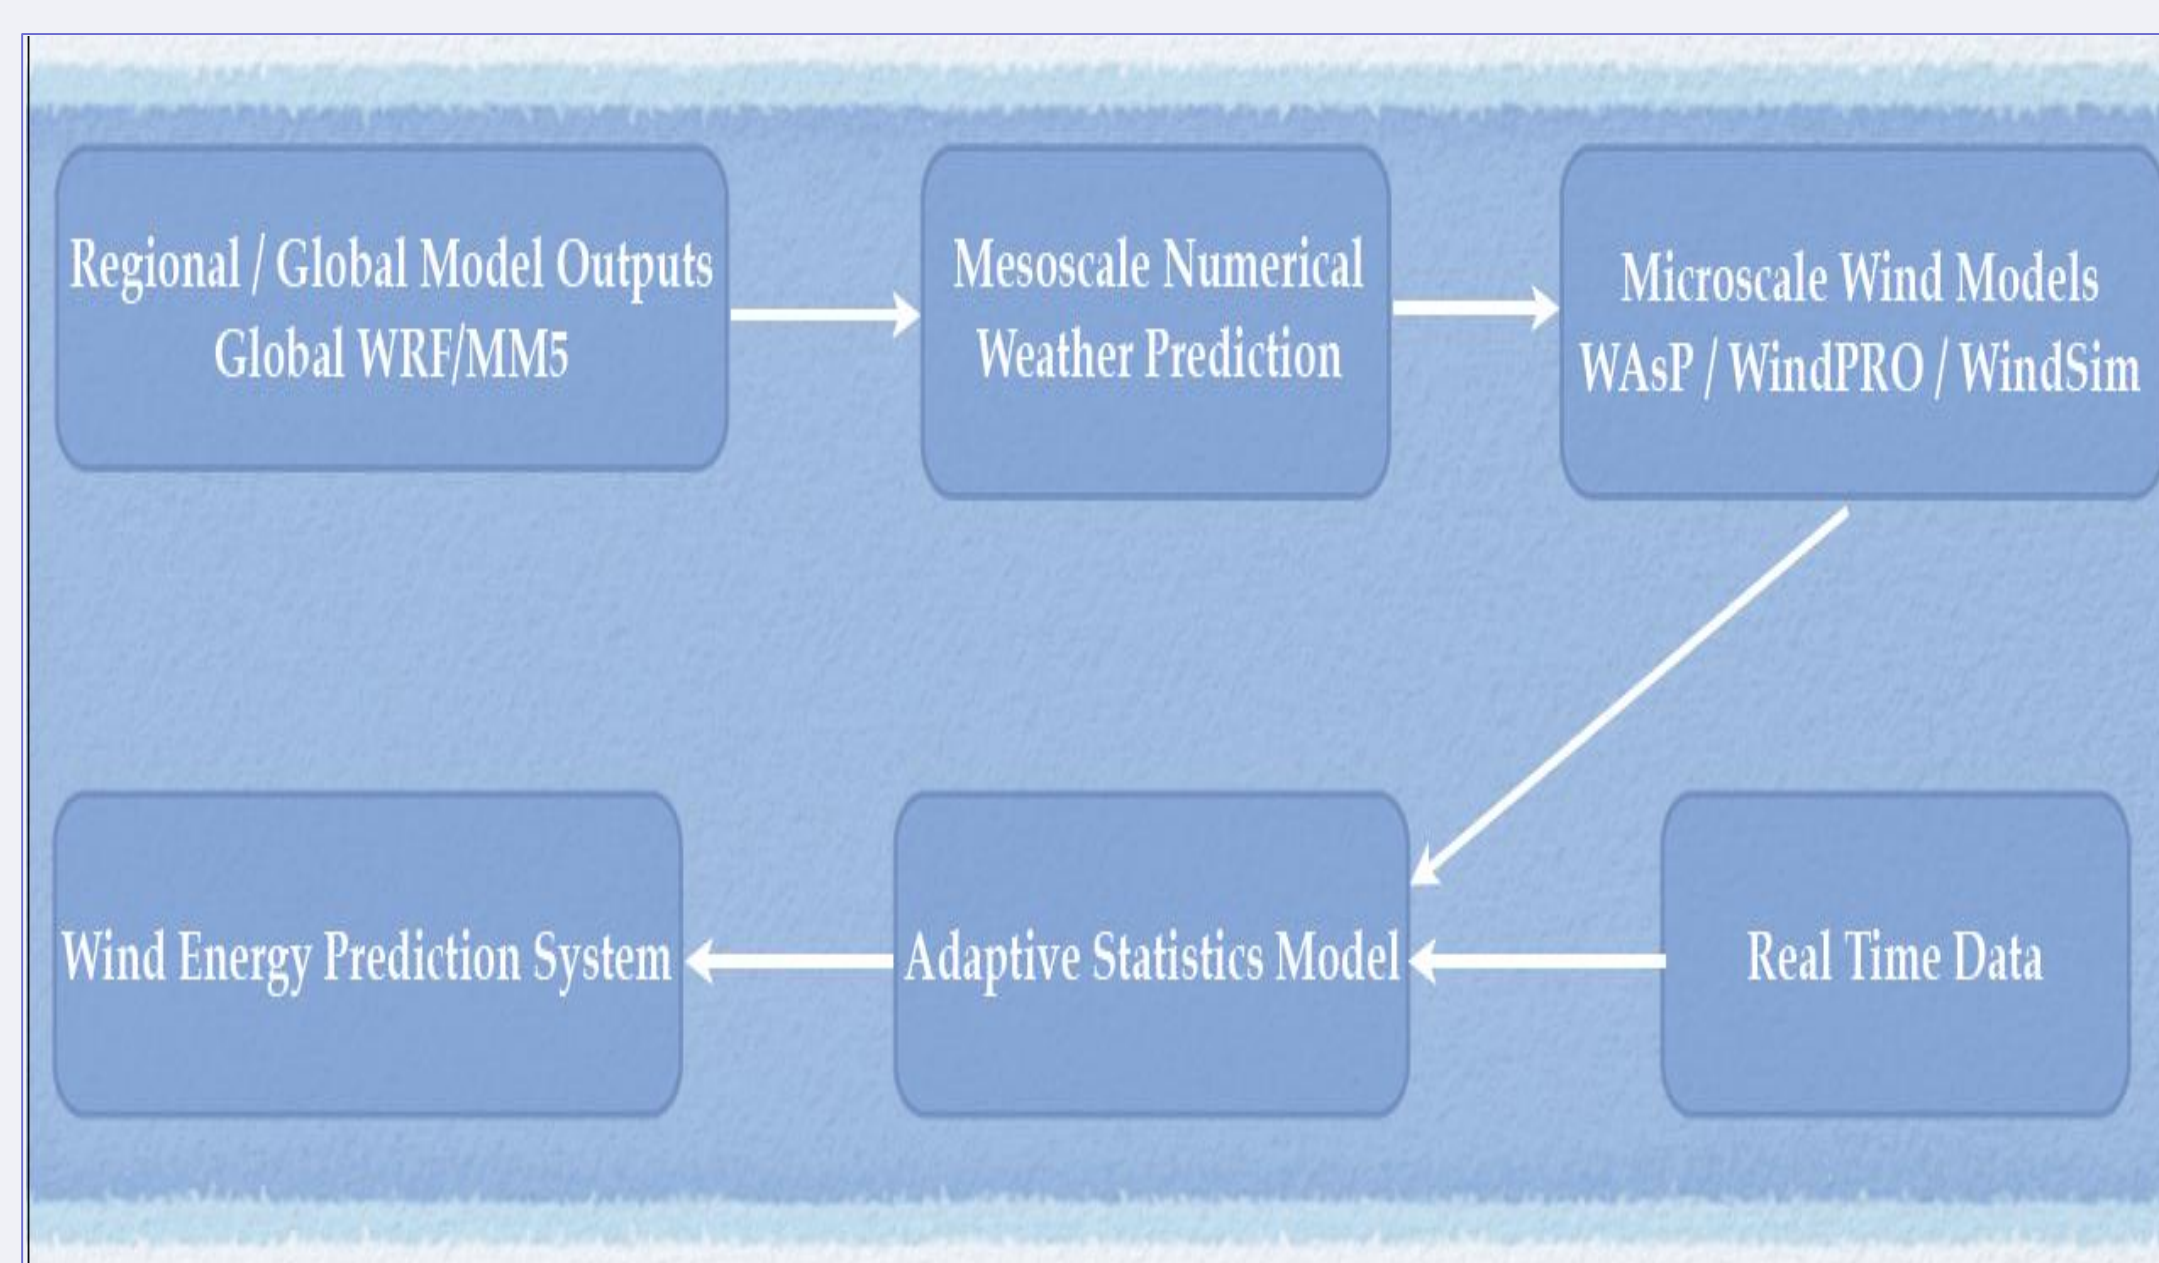 Regional / Global Model Outputs
Global WRF/MM5
Mesoscale Numerical
Weather Prediction
Microscale Wind Models
WAsP / WindPRO / WindSim
Wind Energy Prediction System
Adaptive Statistics Model
Real Time Data